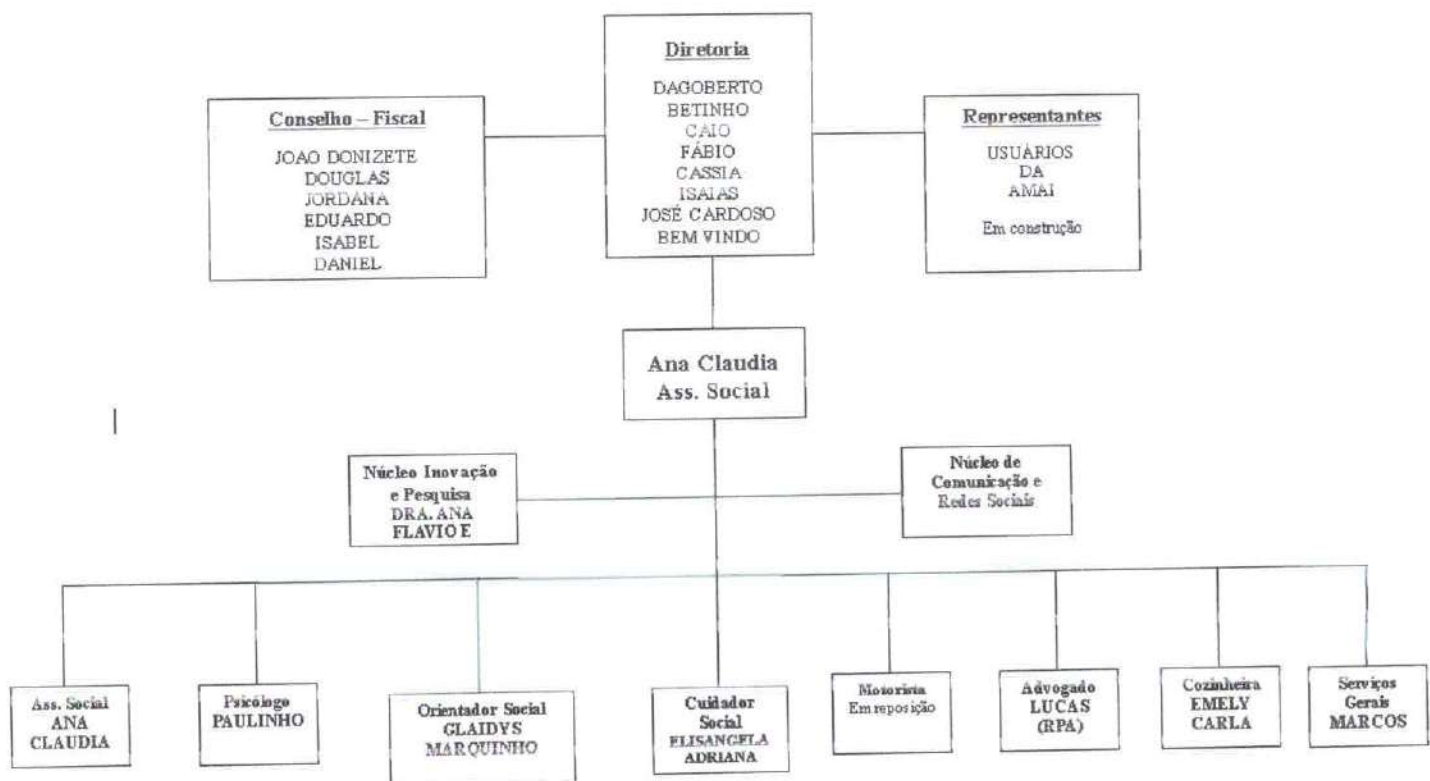 Diretoria
DAGOBERTO
BETINHO
CAIO
FÁBIO
CASSIA
ISAIAS
JOSÉ CARDOSO
BEM VINDO
Conselho – Fiscal
JOAO DONIZETE
DOUGLAS
JORDANA
EDUARDO
ISABEL
DANIEL
Representantes
USUÁRIOS
DA
AMAI
Em construção
Ana Claudia
Ass. Social
Núcleo Inovação
e Pesquisa
DRA. ANA
FLAVIO E
Núcleo de
Comunicação e
Redes Sociais
Ass. Social
ANA
CLAUDIA
Psicólogo
PAULINHO
Orientador Social
GLAIDYS
MARQUINHO
Cuidador
Social
ELISANGELA
ADRIANA
Motorista
Em reposição
Advogado
LUCAS
(RPA)
Cozinheira
EMELY
CARLA
Serviços
Gerais
MARCOS